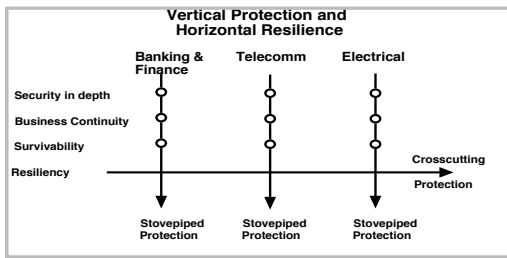 Vertical Protection and
Horizontal Resilience
Banking &
Finance
Telecomm
Electrical
Security in depth
Business Continuity
Survivability
Crosscutting
Resiliency
Protection
Stovepiped
Protection
Stovepiped
Protection
Stovepiped
Protection